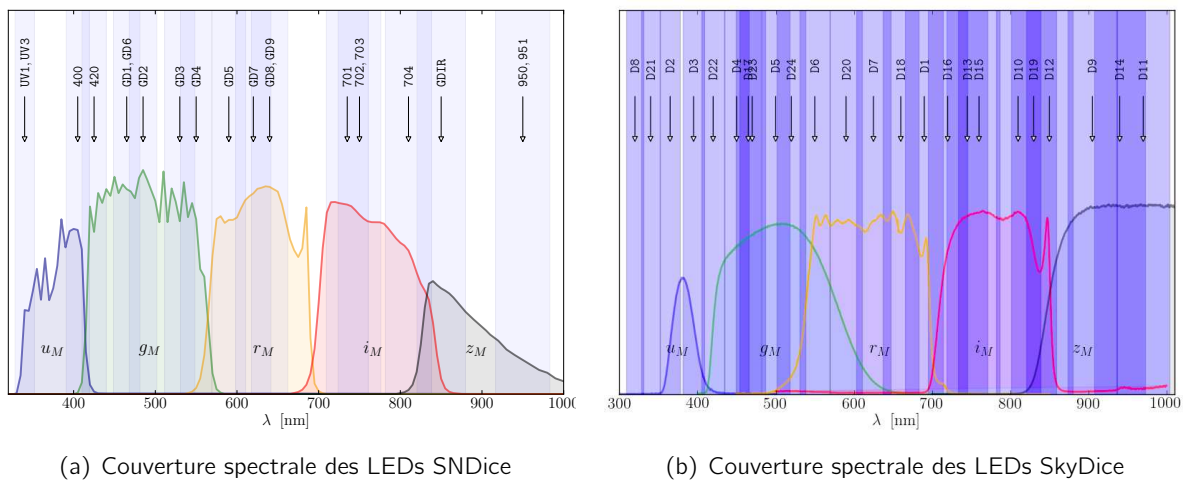 UV1, UV3
400
420
GD1, GD6
GD2
GD3
GD4
GD5
GD7
GD8, GD9
701
702, 703
704
GDIR
950, 951
u_M
g_M
r_M
i_M
z_M
400 500 600 700 800 900 1000
λ [nm]
(a) Couverture spectrale des LEDs SNDice
D8
D21
D2
D3
D22
D4
D5
D24
D6
D20
D7
D18
D1
D16
D13
D15
D10
D19
D12
D9
D14
D11
u_M
g_M
r_M
i_M
z_M
300 400 500 600 700 800 900 1000
λ [nm]
(b) Couverture spectrale des LEDs SkyDice